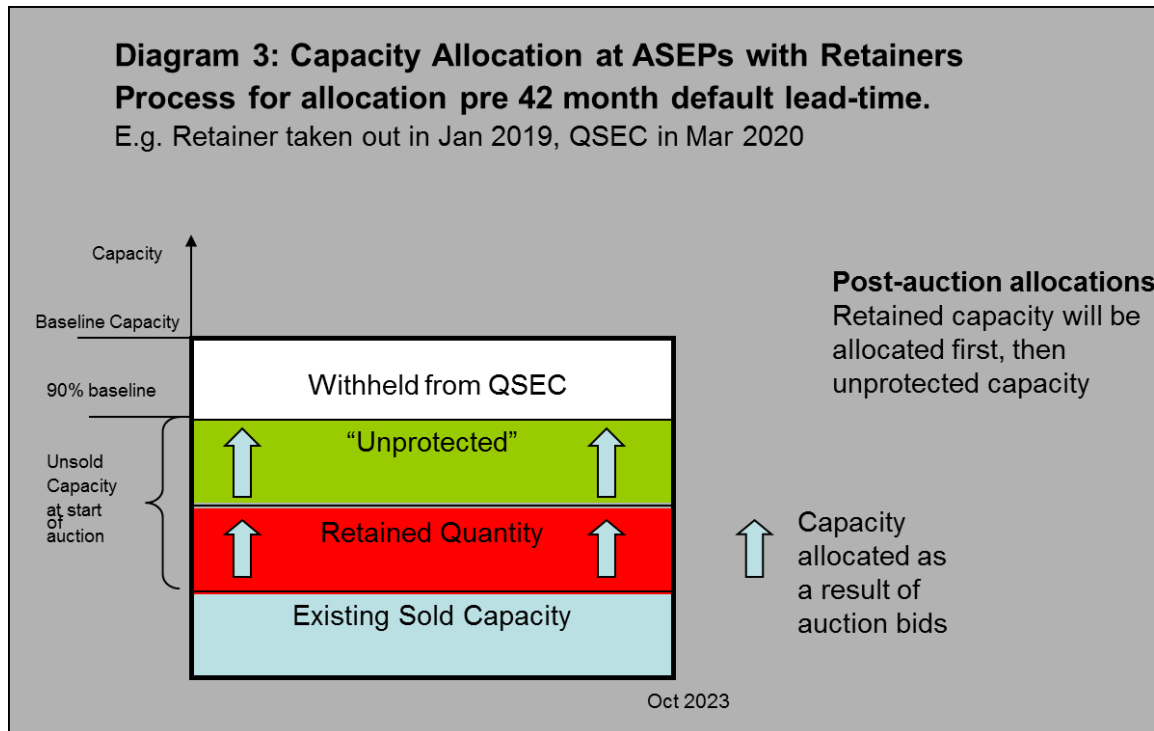 Diagram 3: Capacity Allocation at ASEPs with Retainers
Process for allocation pre 42 month default lead-time.
E.g. Retainer taken out in Jan 2019, QSEC in Mar 2020
Capacity
Baseline Capacity
90% baseline
Unsold
Capacity
at start
of
auction
Withheld from QSEC
“Unprotected”
Retained Quantity
Existing Sold Capacity
Oct 2023
Post-auction allocations
Retained capacity will be
allocated first, then
unprotected capacity
Capacity
allocated as
a result of
auction bids